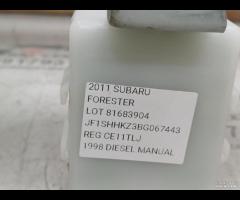 2011 SUBARU
FORESTER
LOT 81683904
JF1SHHKZ3BG067443
REG CE11TLJ
1998 DIESEL MANUAL